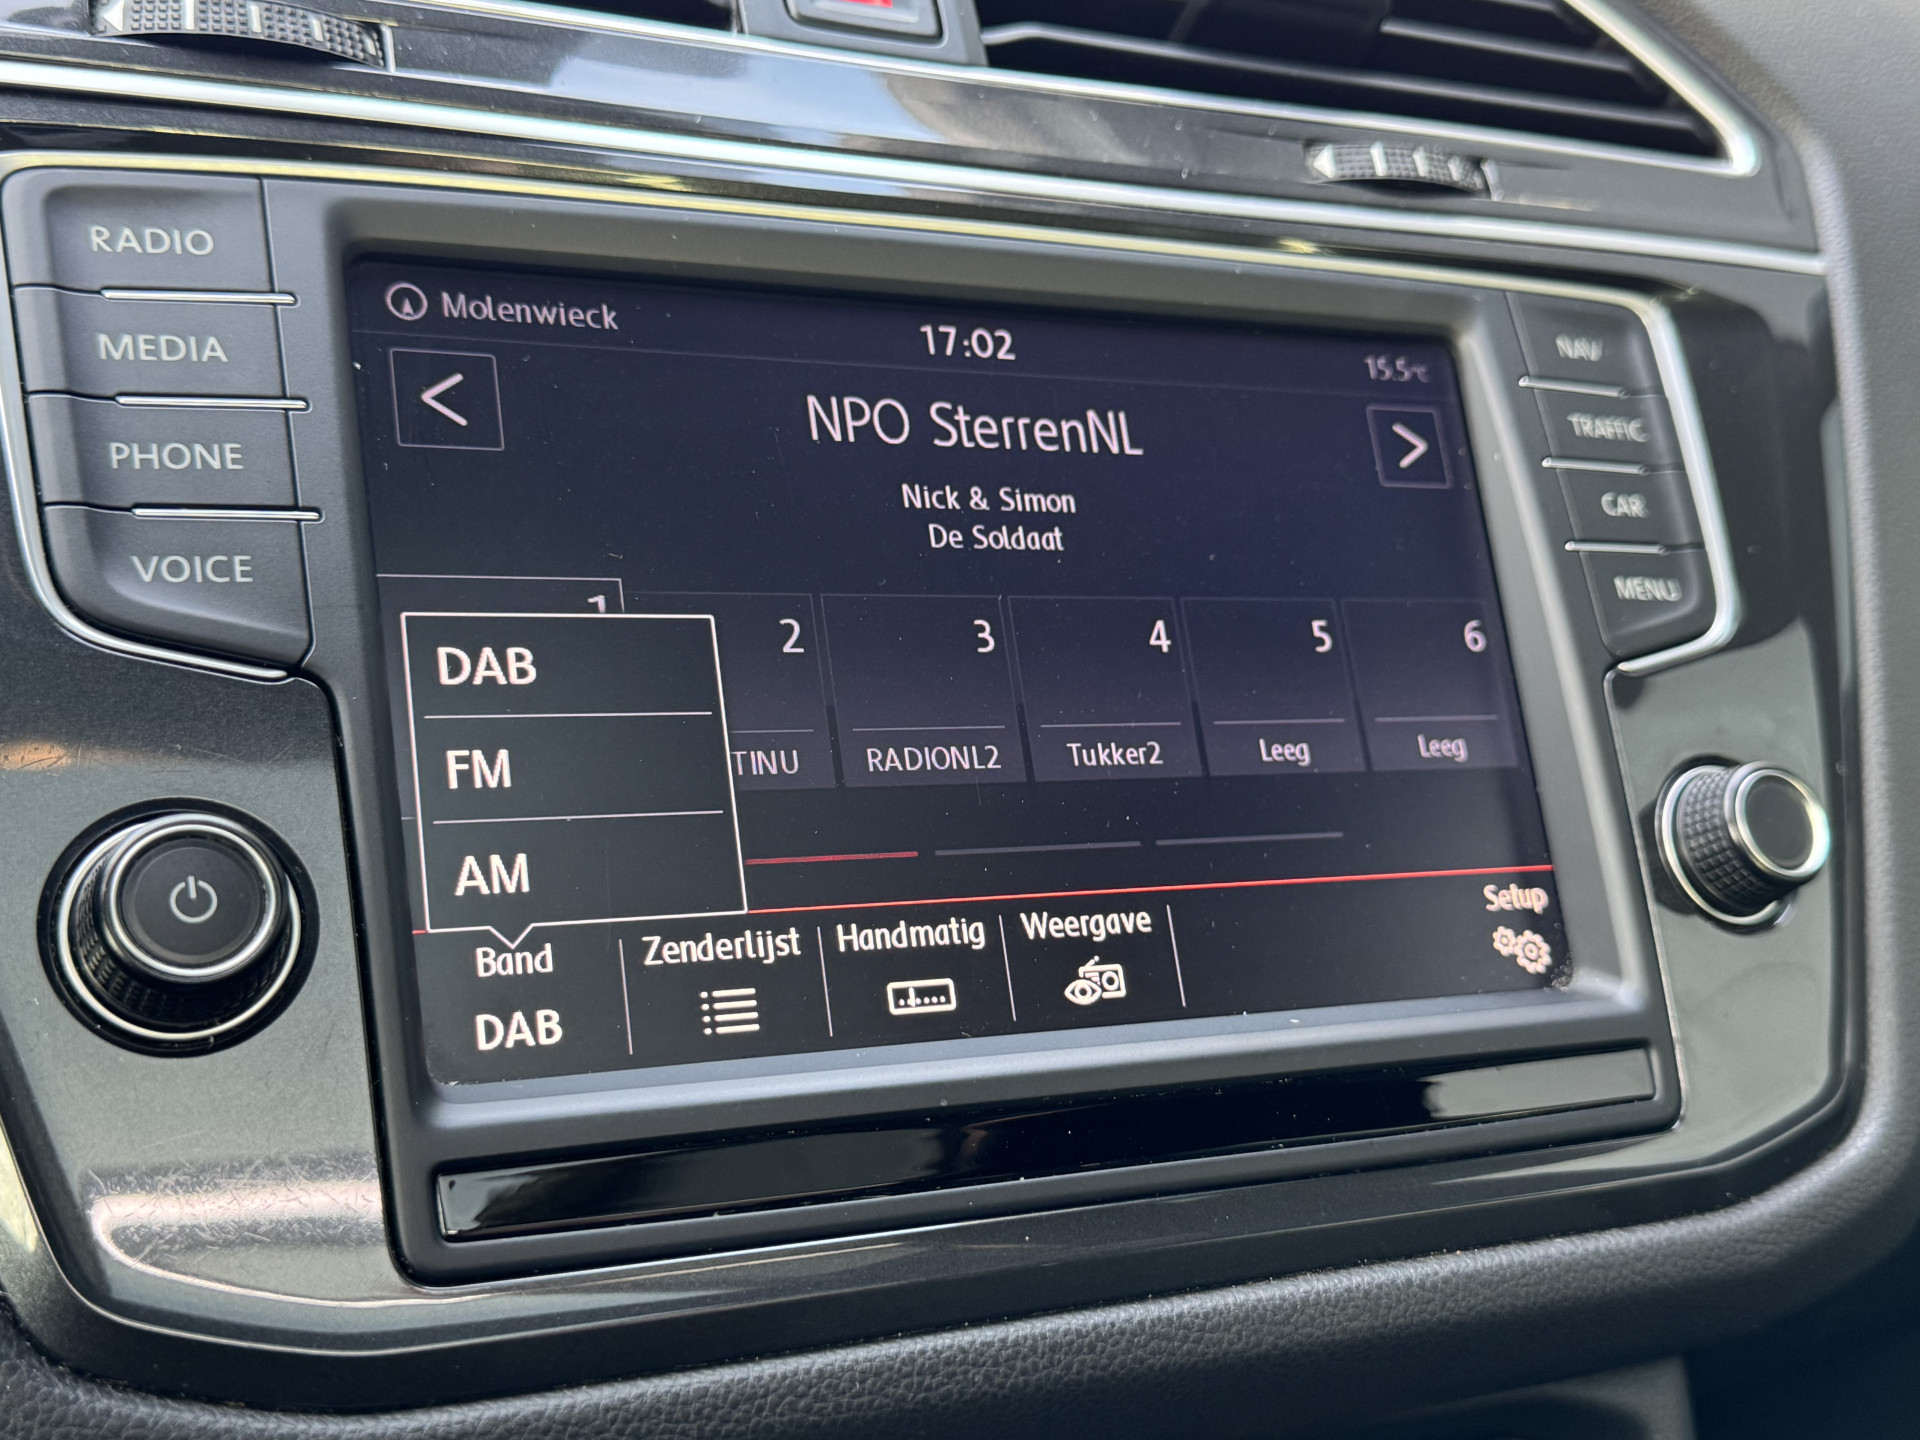 RADIO
MEDIA
PHONE
VOICE
Molenwieck
17:02
15.5°C
<
NPO SterrenNL
>
Nick & Simon
De Soldaat
1
2
3
4
5
6
TINU
RADIONL2
Tukker2
Leeg
Leeg
DAB
FM
AM
Band
DAB
Zenderlijst
Handmatig
Weergave
Setup
NAV
TRAFFIC
CAR
MENU